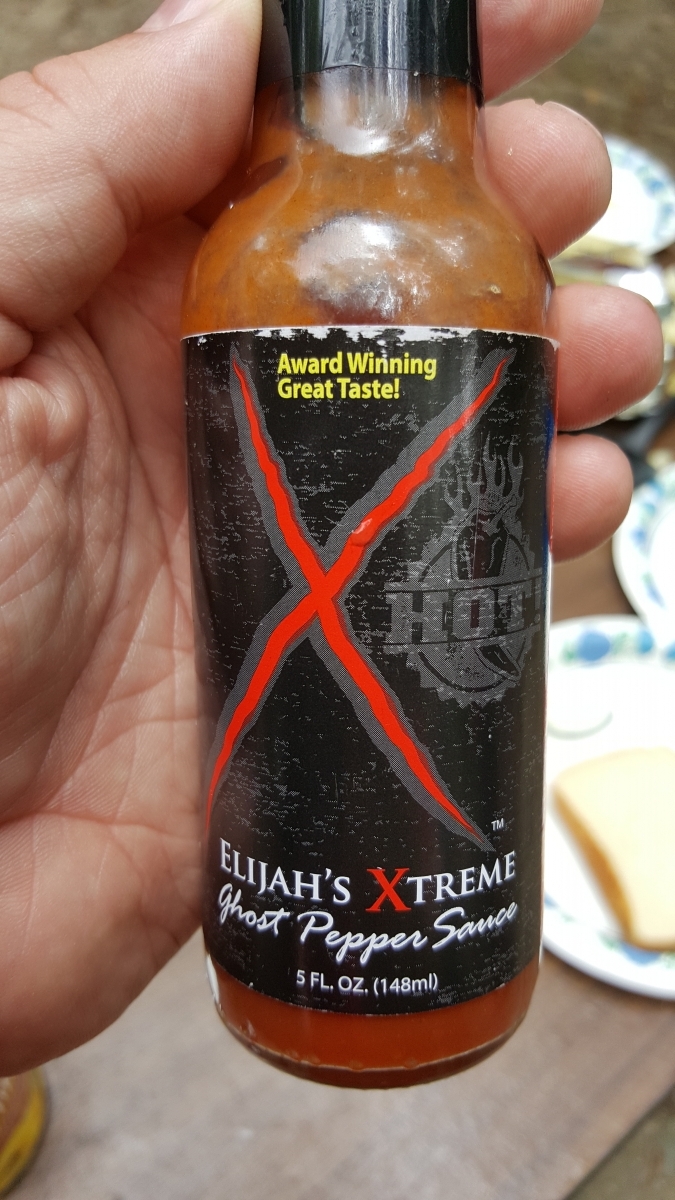 Award Winning
Great Taste!
HOT!
TM
ELIJAH'S XTREME
Ghost Pepper Sauce
5 FL. OZ. (148ml)